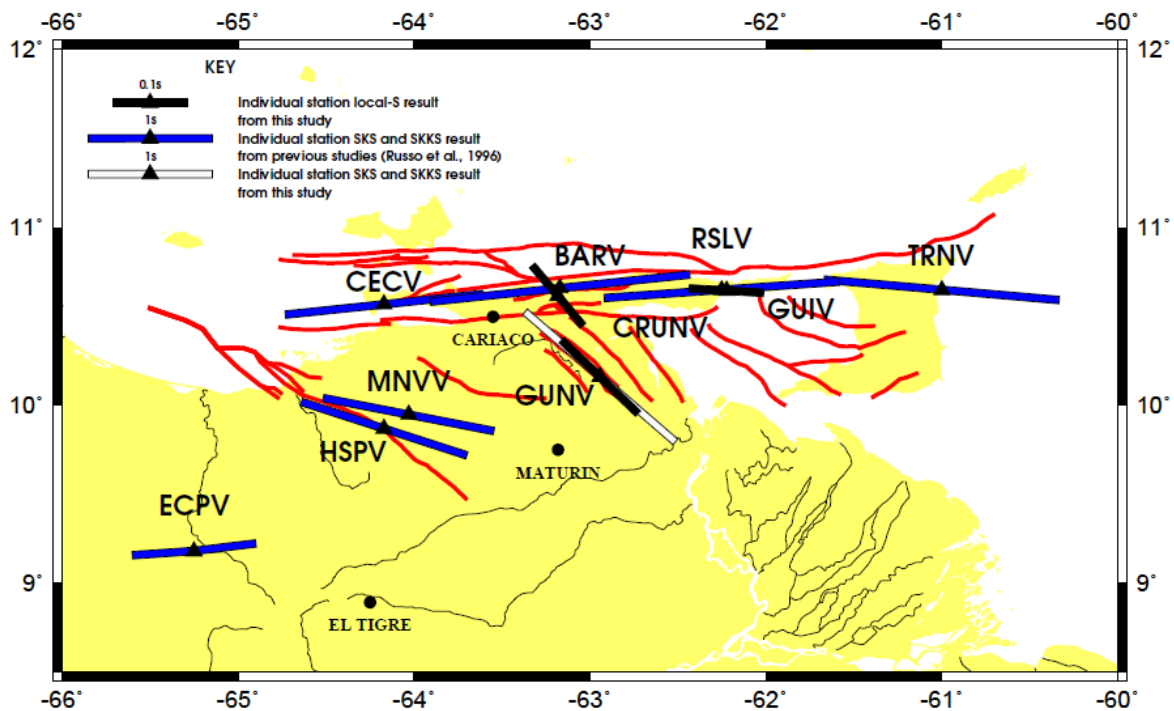 -66˚ -65˚ -64˚ -63˚ -62˚ -61˚ -60˚
12˚ 12˚
KEY
0.1s
Individual station local-S result
from this study
1s
Individual station SKS and SKKS result
from previous studies (Russo et al., 1996)
1s
Individual station SKS and SKKS result
from this study
11˚ 11˚
RSLV
BARV TRNV
CECV
GUIV
CRUNV
CARIACO
10˚ 10˚
MNVV GUNV
HSPV
MATURIN
ECPV
9˚ 9˚
EL TIGRE
-66˚ -65˚ -64˚ -63˚ -62˚ -61˚ -60˚